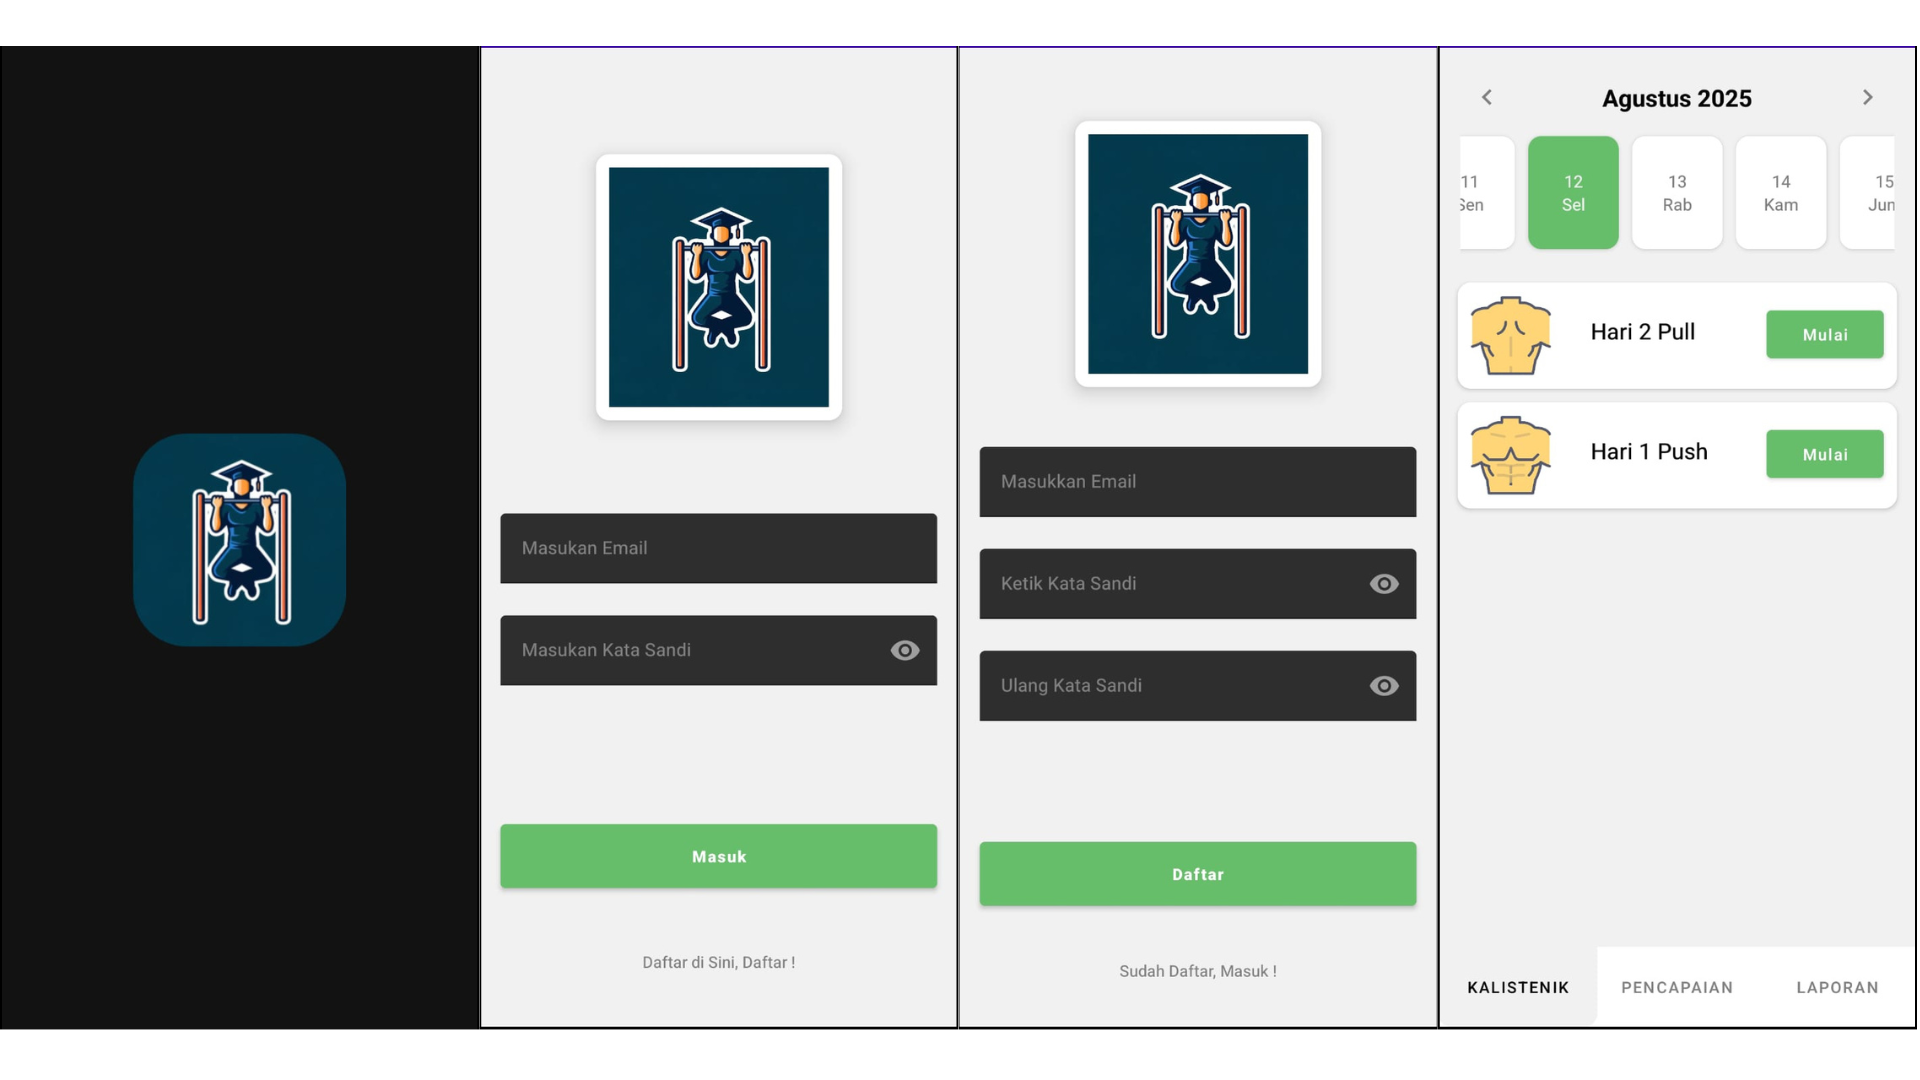 Masukan Email
Masukan Kata Sandi
Masuk
Daftar di Sini, Daftar !
Masukkan Email
Ketik Kata Sandi
Ulang Kata Sandi
Daftar
Sudah Daftar, Masuk !
Agustus 2025
11 12 13 14 15
Sen Sel Rab Kam Jun
Hari 2 Pull Mulai
Hari 1 Push Mulai
KALISTENIK PENCAPAIAN LAPORAN